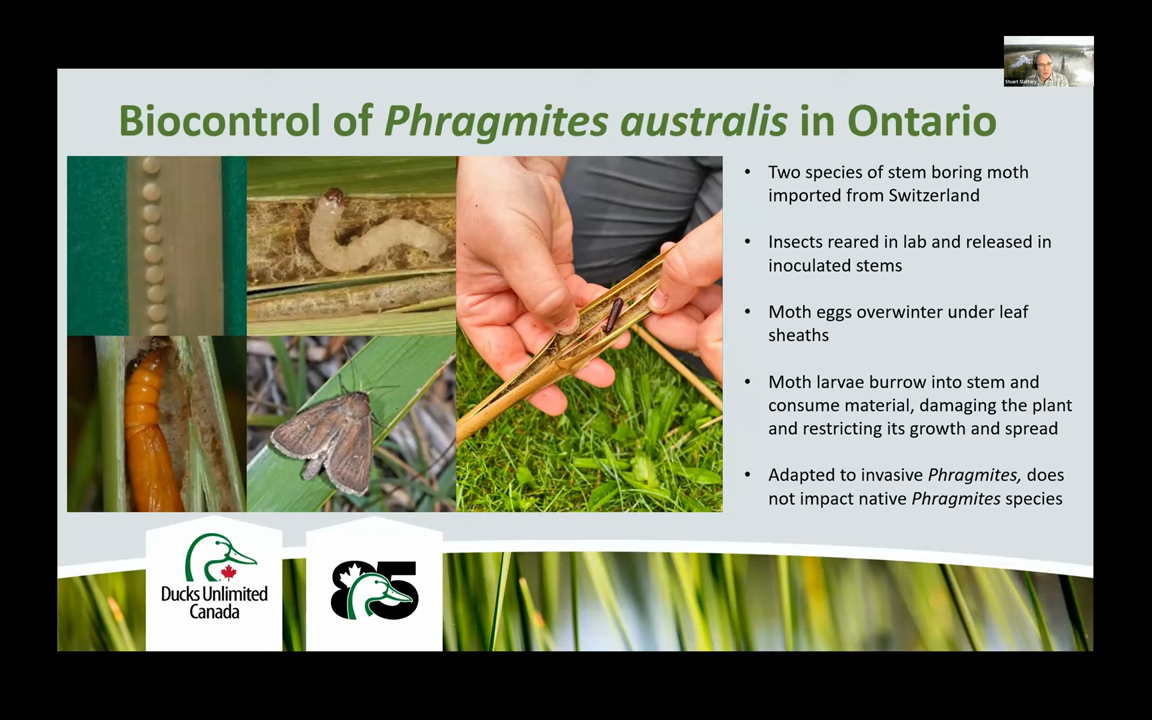 Stuart Slattery
Biocontrol of Phragmites australis in Ontario
• Two species of stem boring moth
imported from Switzerland
• Insects reared in lab and released in
inoculated stems
• Moth eggs overwinter under leaf
sheaths
• Moth larvae burrow into stem and
consume material, damaging the plant
and restricting its growth and spread
• Adapted to invasive Phragmites, does
not impact native Phragmites species
Ducks Unlimited
Canada
85